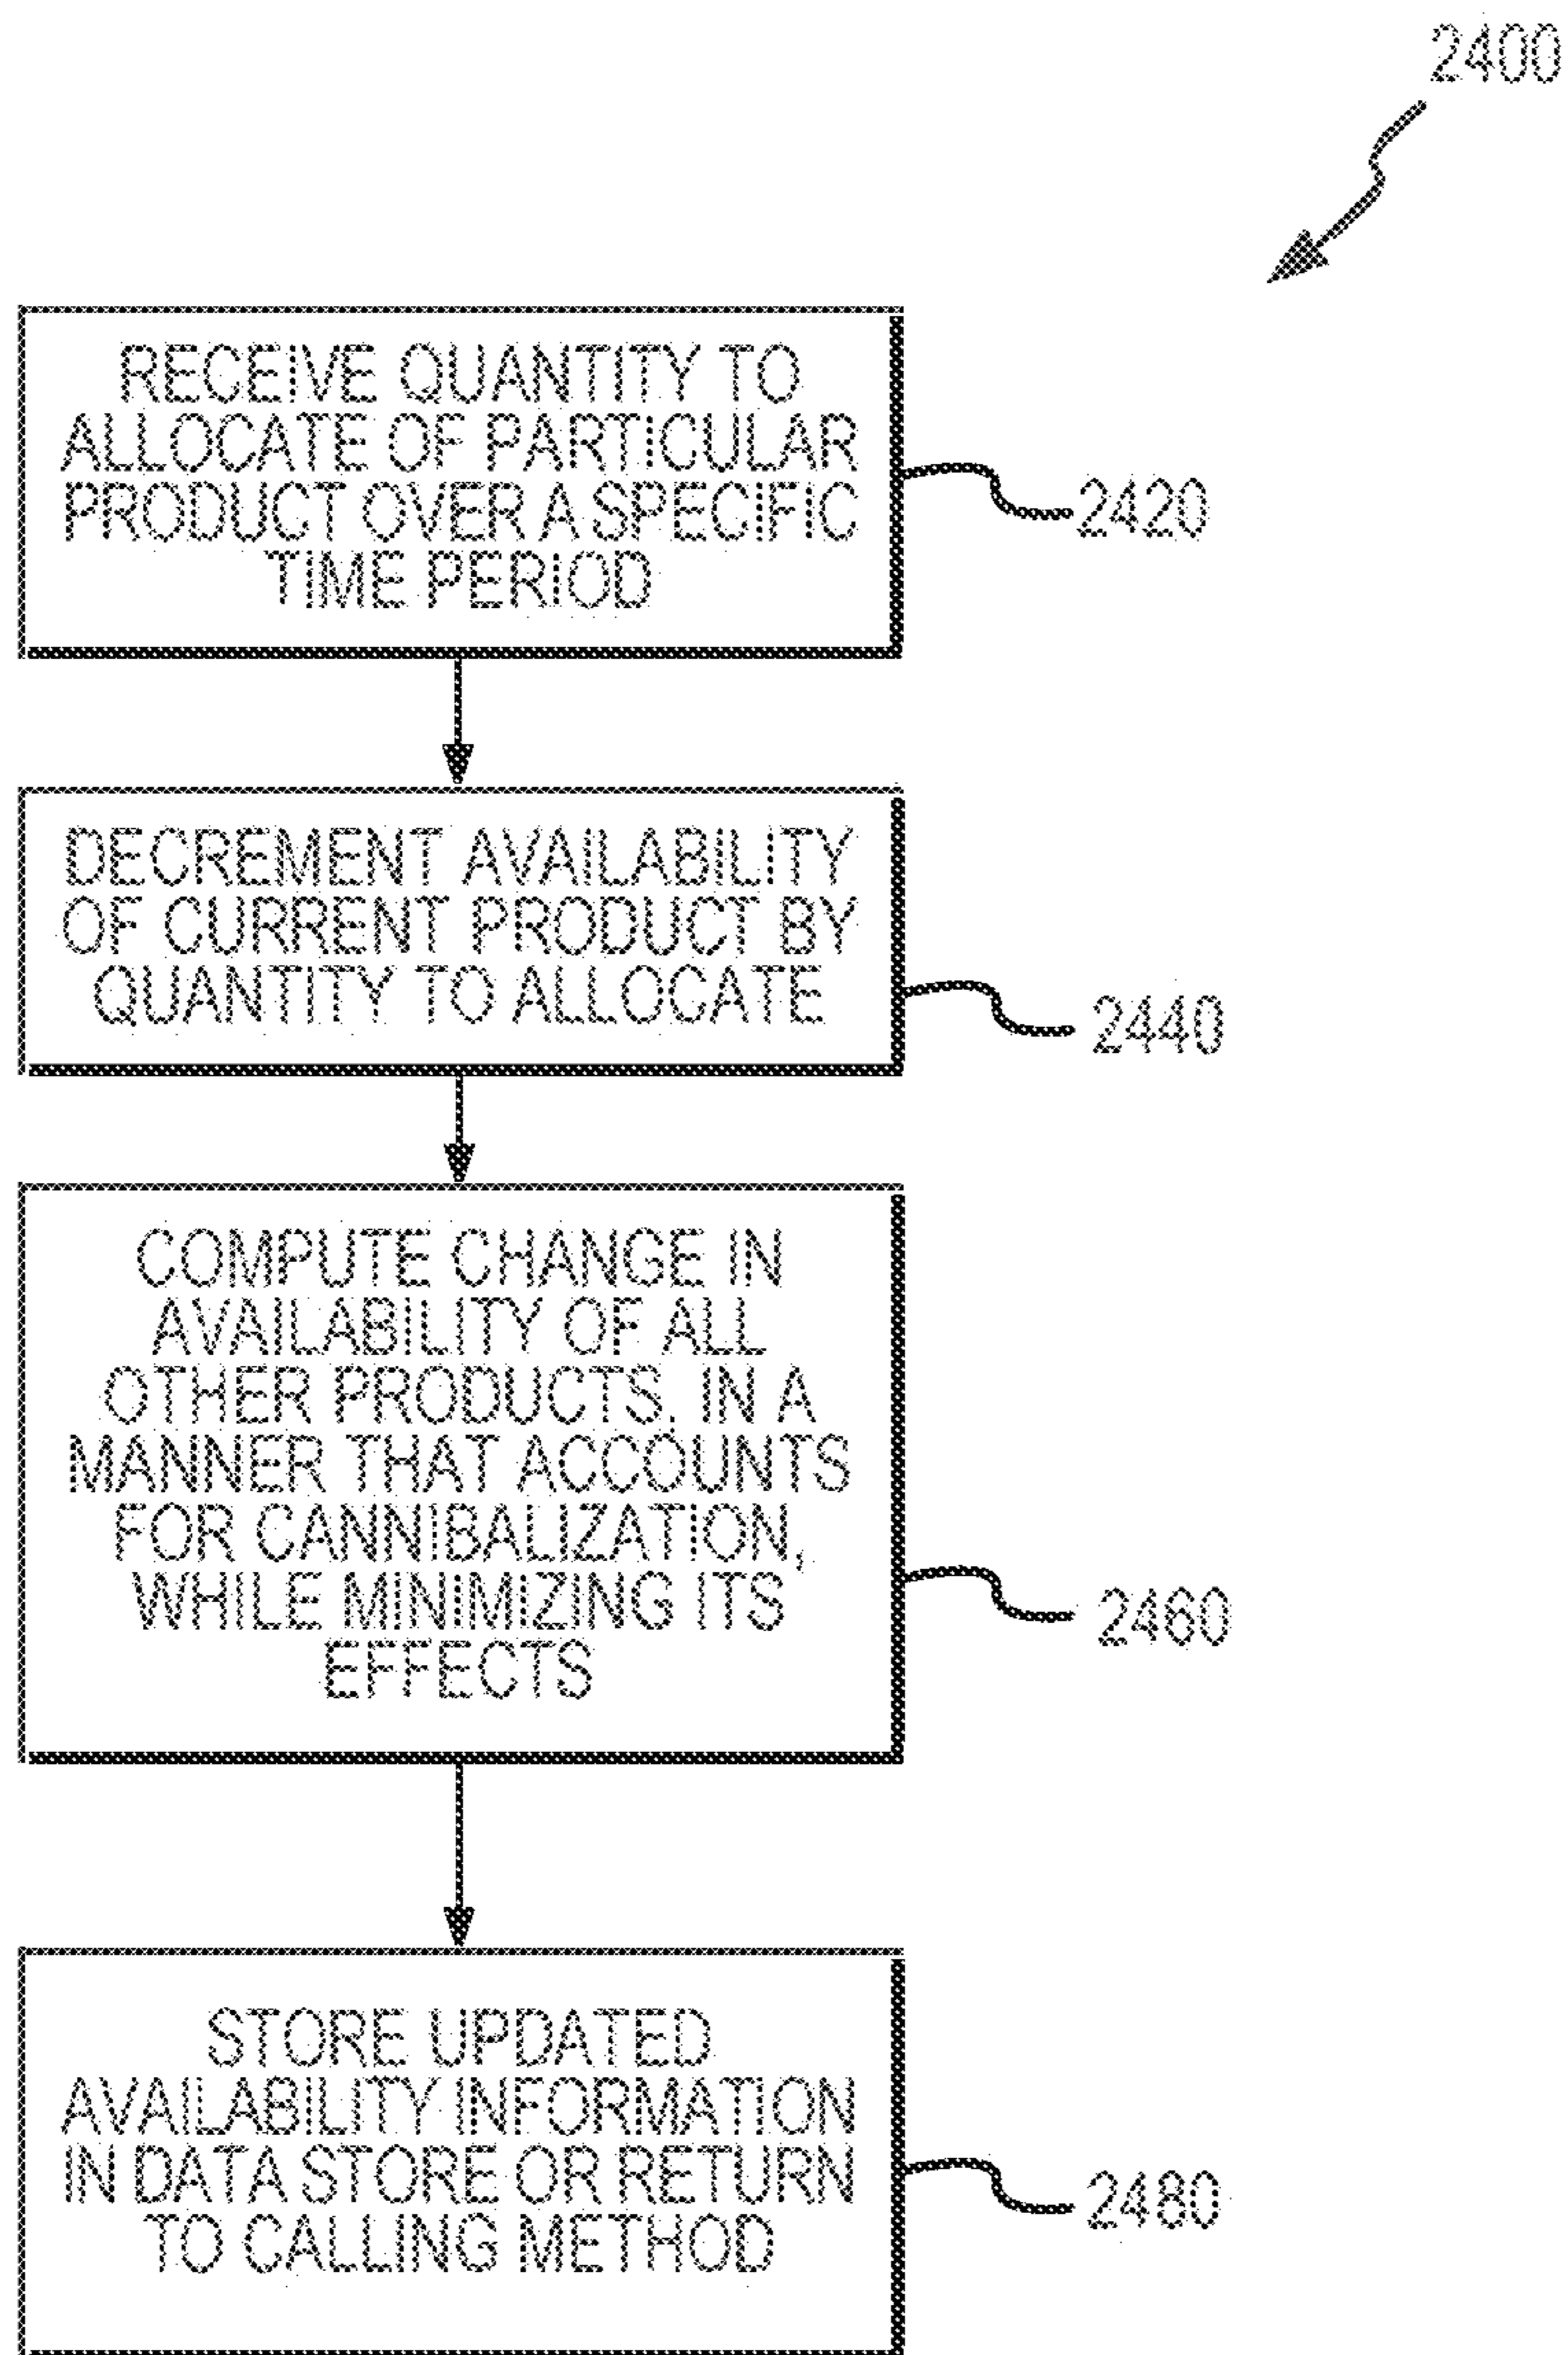 2400
RECEIVE QUANTITY TO
ALLOCATE OF PARTICULAR
PRODUCT OVER A SPECIFIC
TIME PERIOD
2420
DECREMENT AVAILABILITY
OF CURRENT PRODUCT BY
QUANTITY TO ALLOCATE
2440
COMPUTE CHANGE IN
AVAILABILITY OF ALL
OTHER PRODUCTS, IN A
MANNER THAT ACCOUNTS
FOR CANNIBALIZATION,
WHILE MINIMIZING ITS
EFFECTS
2460
STORE UPDATED
AVAILABILITY INFORMATION
IN DATA STORE OR RETURN
TO CALLING METHOD
2480